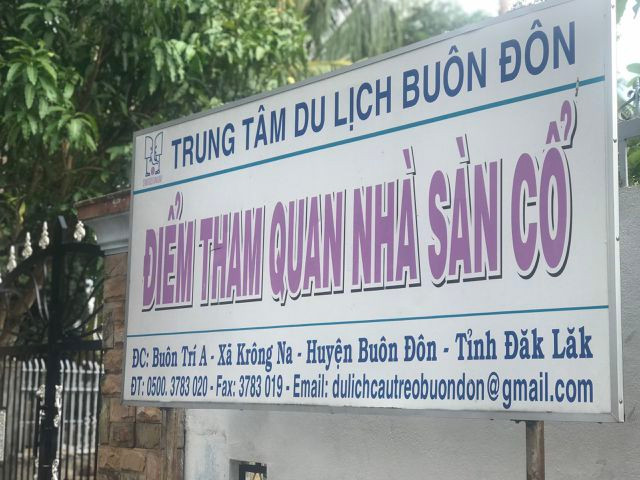 TRUNG TÂM DU LỊCH BUÔN ĐÔN
ĐIỂM THAM QUAN NHÀ SÀN CỔ
ĐC: Buôn Trí A - Xã Krông Na - Huyện Buôn Đôn - Tỉnh Đăk Lăk
ĐT: 0500. 3783 020 - Fax: 3783 019 - Email: dulichcautreobuondon@gmail.com